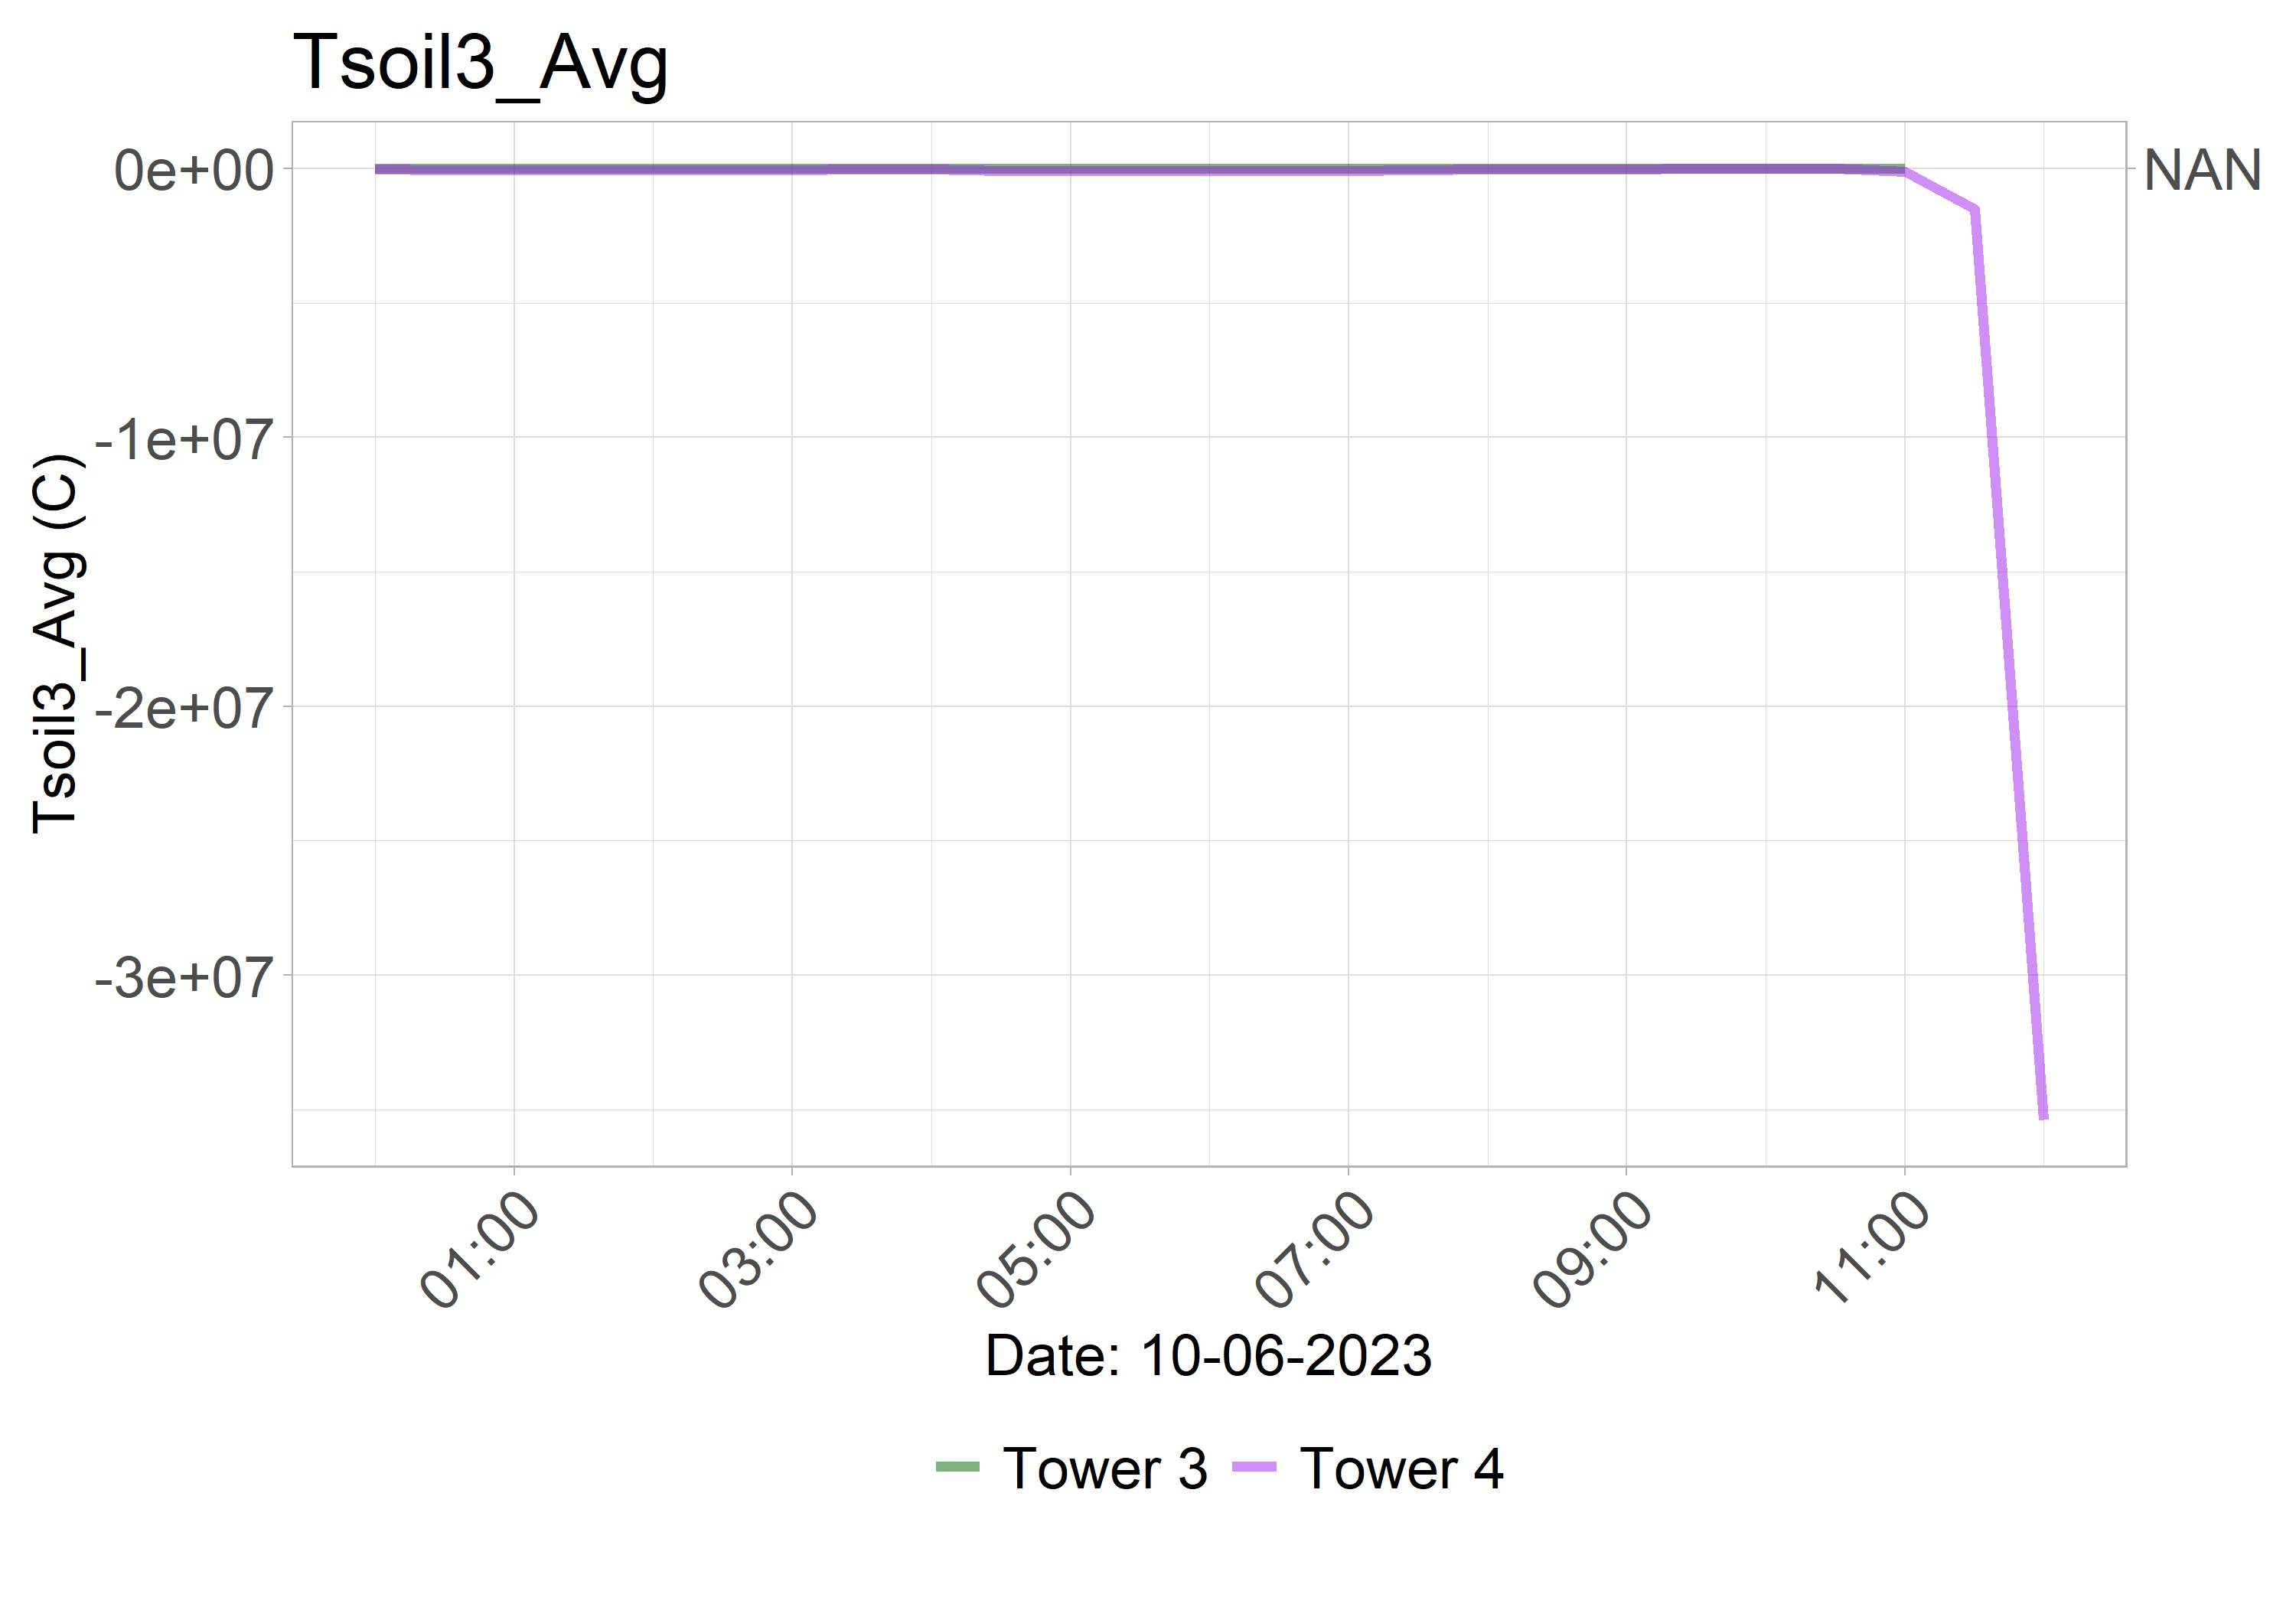 Tsoil3_Avg
0e+00
NAN
-1e+07
-2e+07
-3e+07
Tsoil3_Avg (C)
01:00
03:00
05:00
07:00
09:00
11:00
Date: 10-06-2023
Tower 3
Tower 4